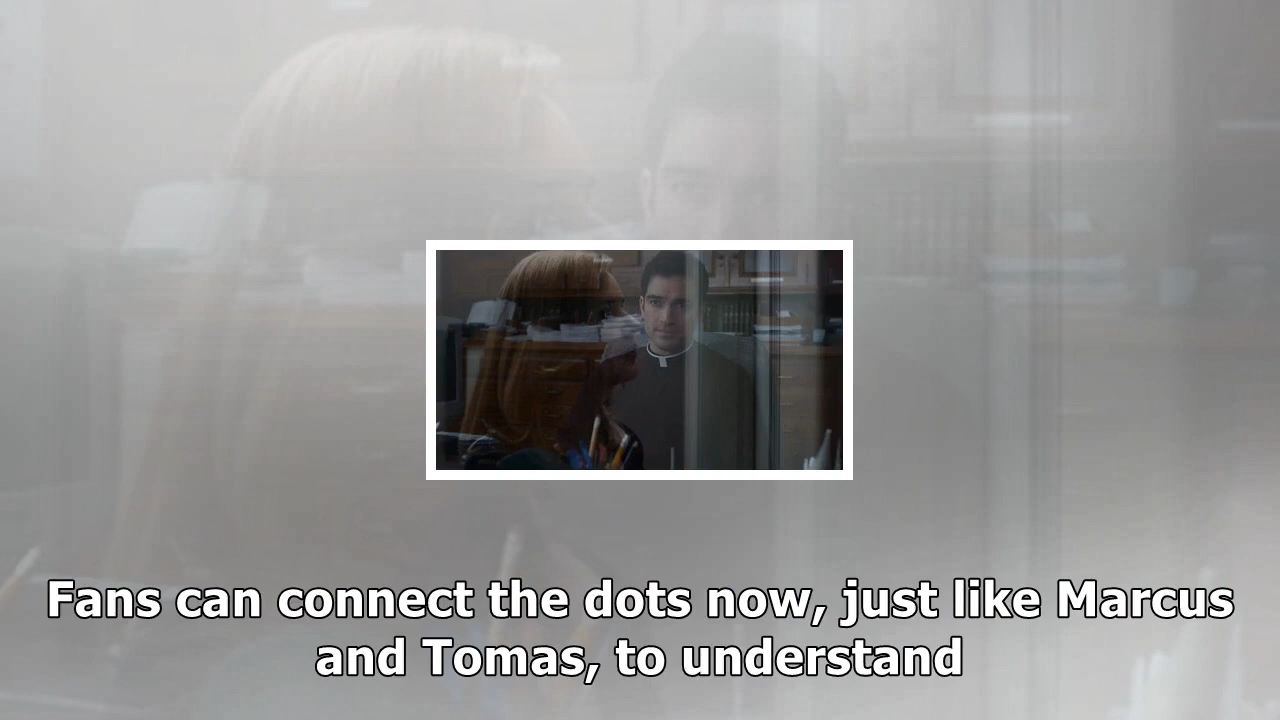 Fans can connect the dots now, just like Marcus
and Tomas, to understand